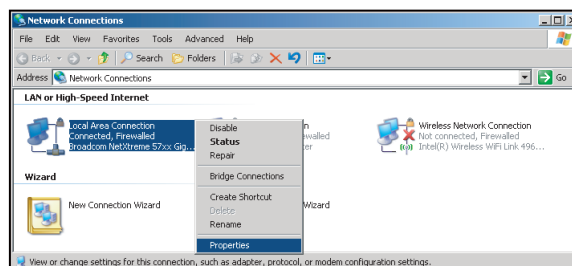 Network Connections
File Edit View Favorites Tools Advanced Help
Back Search Folders
Address Network Connections Go
LAN or High-Speed Internet
Local Area Connection
Connected, Firewalled
Broadcom NetXtreme 57xx Gig...
Disable
Status
Repair
Bridge Connections
Create Shortcut
Delete
Rename
Properties
Wireless Network Connection
Not connected, Firewalled
Intel(R) Wireless WiFi Link 496...
Wizard
New Connection Wizard
Wizard
View or change settings for this connection, such as adapter, protocol, or modem configuration settings.